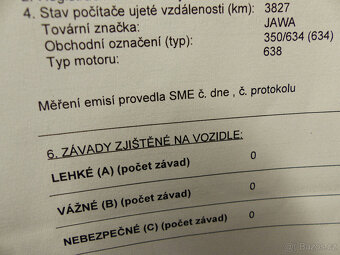 4. Stav počítače ujeté vzdálenosti (km): 3827
Tovární značka: JAWA
Obchodní označení (typ): 350/634 (634)
Typ motoru: 638
Měření emisí provedla SME č. dne , č. protokolu
6. ZÁVADY ZJIŠTĚNÉ NA VOZIDLE:
LEHKÉ (A) (počet závad) 0
VÁŽNÉ (B) (počet závad) 0
NEBEZPEČNÉ (C) (počet závad) 0